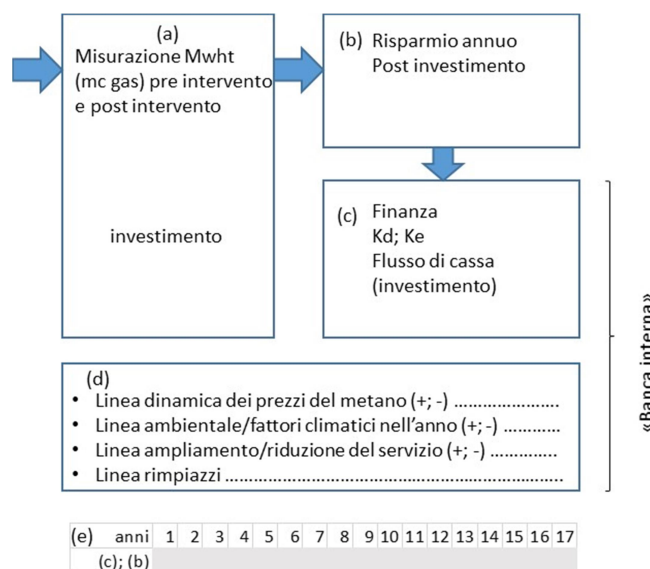 (a)
Misurazione Mwht
(mc gas) pre intervento
e post intervento
investimento
(b) Risparmio annuo
Post investimento
(c) Finanza
Kd; Ke
Flusso di cassa
(investimento)
«Banca interna»
(d)
• Linea dinamica dei prezzi del metano (+; -) ………………….
• Linea ambientale/fattori climatici nell’anno (+; -) …………
• Linea ampliamento/riduzione del servizio (+; -) …………..
• Linea rimpiazzi ……………………………………………………………..
(e) anni 1 2 3 4 5 6 7 8 9 10 11 12 13 14 15 16 17
(c); (b)